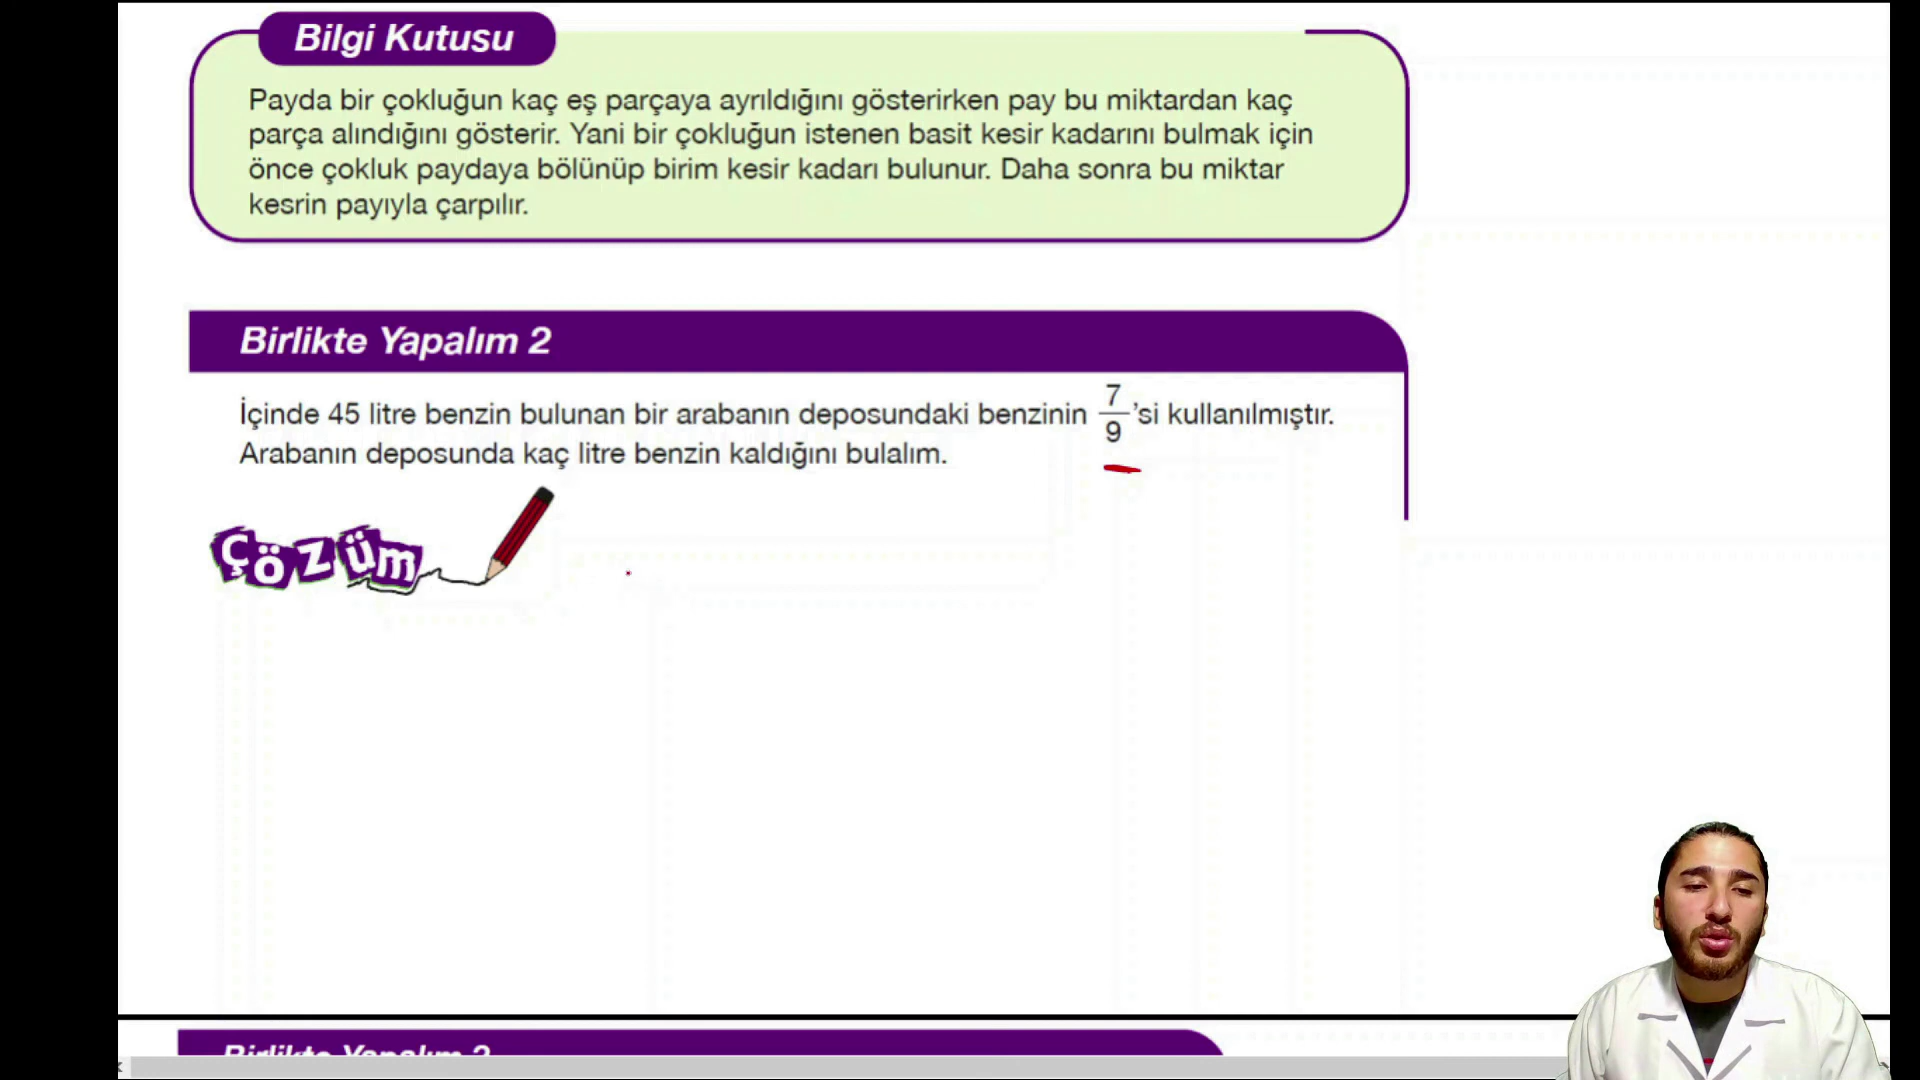 Bilgi Kutusu
Payda bir çokluğun kaç eş parçaya ayrıldığını gösterirken pay bu miktardan kaç
parça alındığını gösterir. Yani bir çokluğun istenen basit kesir kadarını bulmak için
önce çokluk paydaya bölünüp birim kesir kadarı bulunur. Daha sonra bu miktar
kesrin payıyla çarpılır.
Birlikte Yapalım 2
İçinde 45 litre benzin bulunan bir arabanın deposundaki benzinin 7/9'si kullanılmıştır.
Arabanın deposunda kaç litre benzin kaldığını bulalım.
Çözüm
Birlikte Yapalım